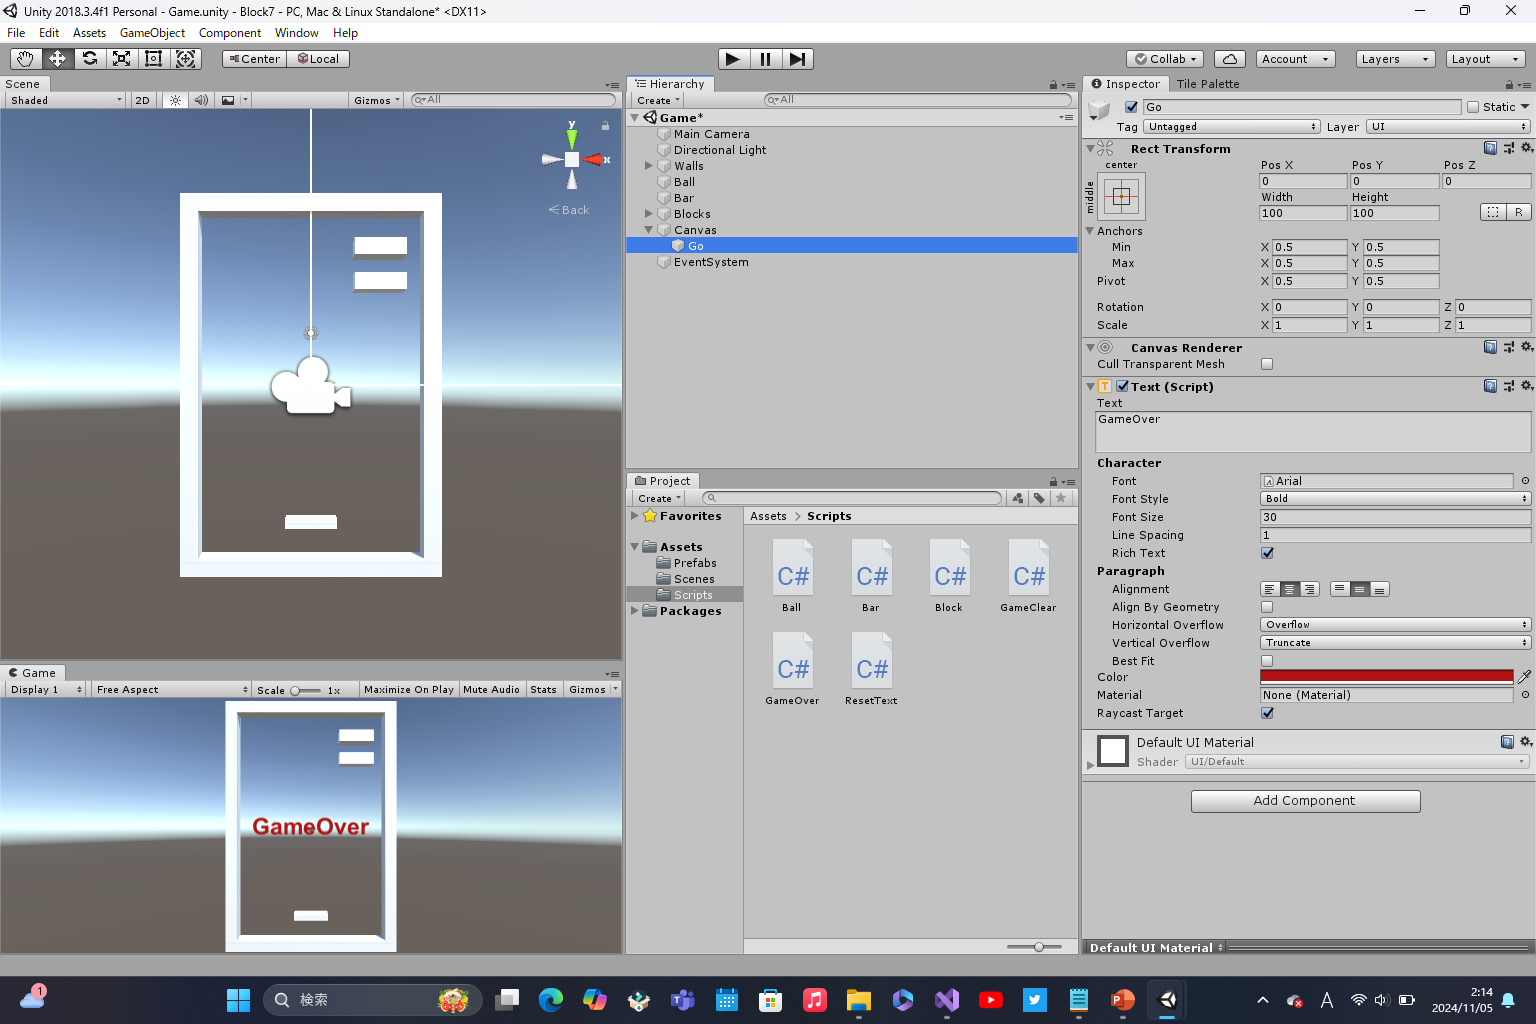 Unity 2018.3.4f1 Personal - Game.unity - Block7 - PC, Mac & Linux Standalone* <DX11>
File Edit Assets GameObject Component Window Help
Center Local
Collab Account Layers Layout
Scene
Shaded 2D Gizmos All
y
x
Back
Game
Display 1 Free Aspect Scale 1x Maximize On Play Mute Audio Stats Gizmos
GameOver
Hierarchy
Create All
Game*
Main Camera
Directional Light
Walls
Ball
Bar
Blocks
Canvas
Go
EventSystem
Project
Create
Favorites
Assets
Prefabs
Scenes
Scripts
Packages
Assets > Scripts
C# C# C# C#
Ball Bar Block GameClear
C# C#
GameOver ResetText
Inspector Tile Palette
Go Static
Tag Untagged Layer UI
Rect Transform
center Pos X Pos Y Pos Z
middle
0 0 0
Width Height
100 100 R
Anchors
Min X 0.5 Y 0.5
Max X 0.5 Y 0.5
Pivot X 0.5 Y 0.5
Rotation X 0 Y 0 Z 0
Scale X 1 Y 1 Z 1
Canvas Renderer
Cull Transparent Mesh
T Text (Script)
Text
GameOver
Character
Font Arial
Font Style Bold
Font Size 30
Line Spacing 1
Rich Text
Paragraph
Alignment
Align By Geometry
Horizontal Overflow Overflow
Vertical Overflow Truncate
Best Fit
Color
Material None (Material)
Raycast Target
Default UI Material
Shader UI/Default
Add Component
Default UI Material
1
検索
A
2:14
2024/11/05